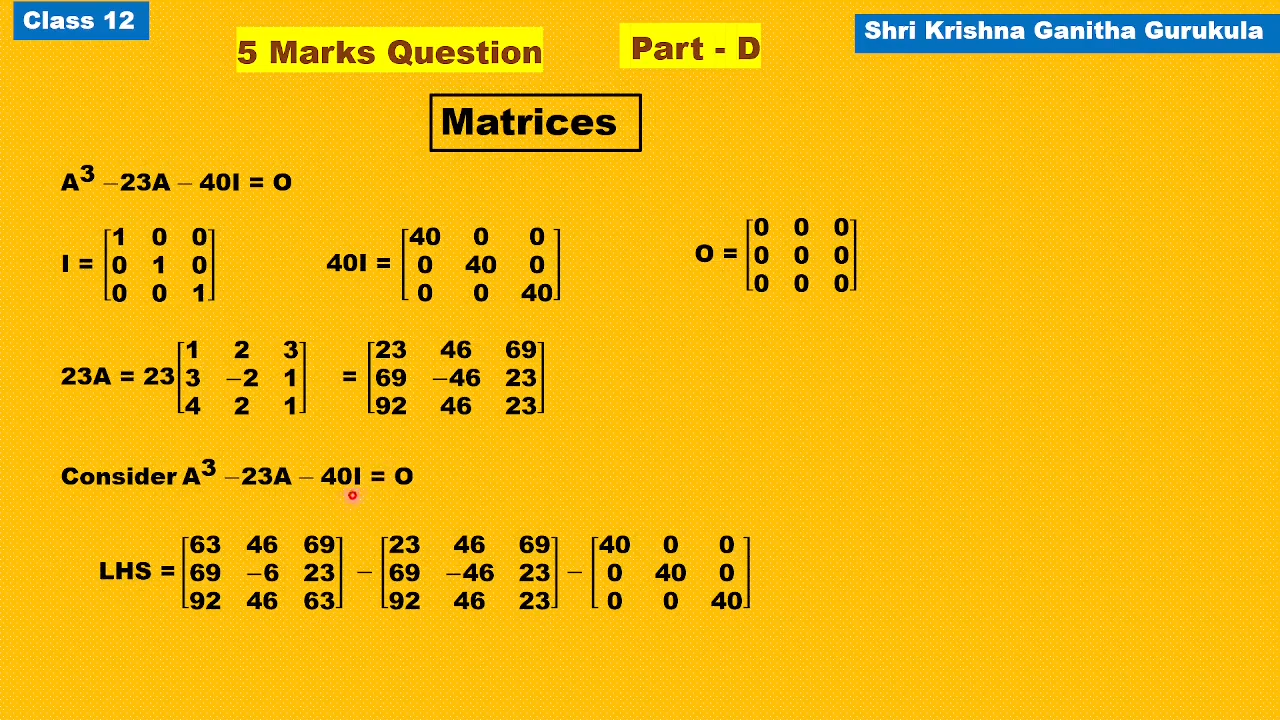 Class 12
5 Marks Question
Part - D
Shri Krishna Ganitha Gurukula
Matrices
A³ −23A − 40I = O
I = [1 0 0
0 1 0
0 0 1]
40I = [40 0 0
0 40 0
0 0 40]
O = [0 0 0
0 0 0
0 0 0]
23A = 23 [1 2 3
3 −2 1
4 2 1]
= [23 46 69
69 −46 23
92 46 23]
Consider A³ −23A − 40I = O
LHS = [63 46 69
69 −6 23
92 46 63]
− [23 46 69
69 −46 23
92 46 23]
− [40 0 0
0 40 0
0 0 40]